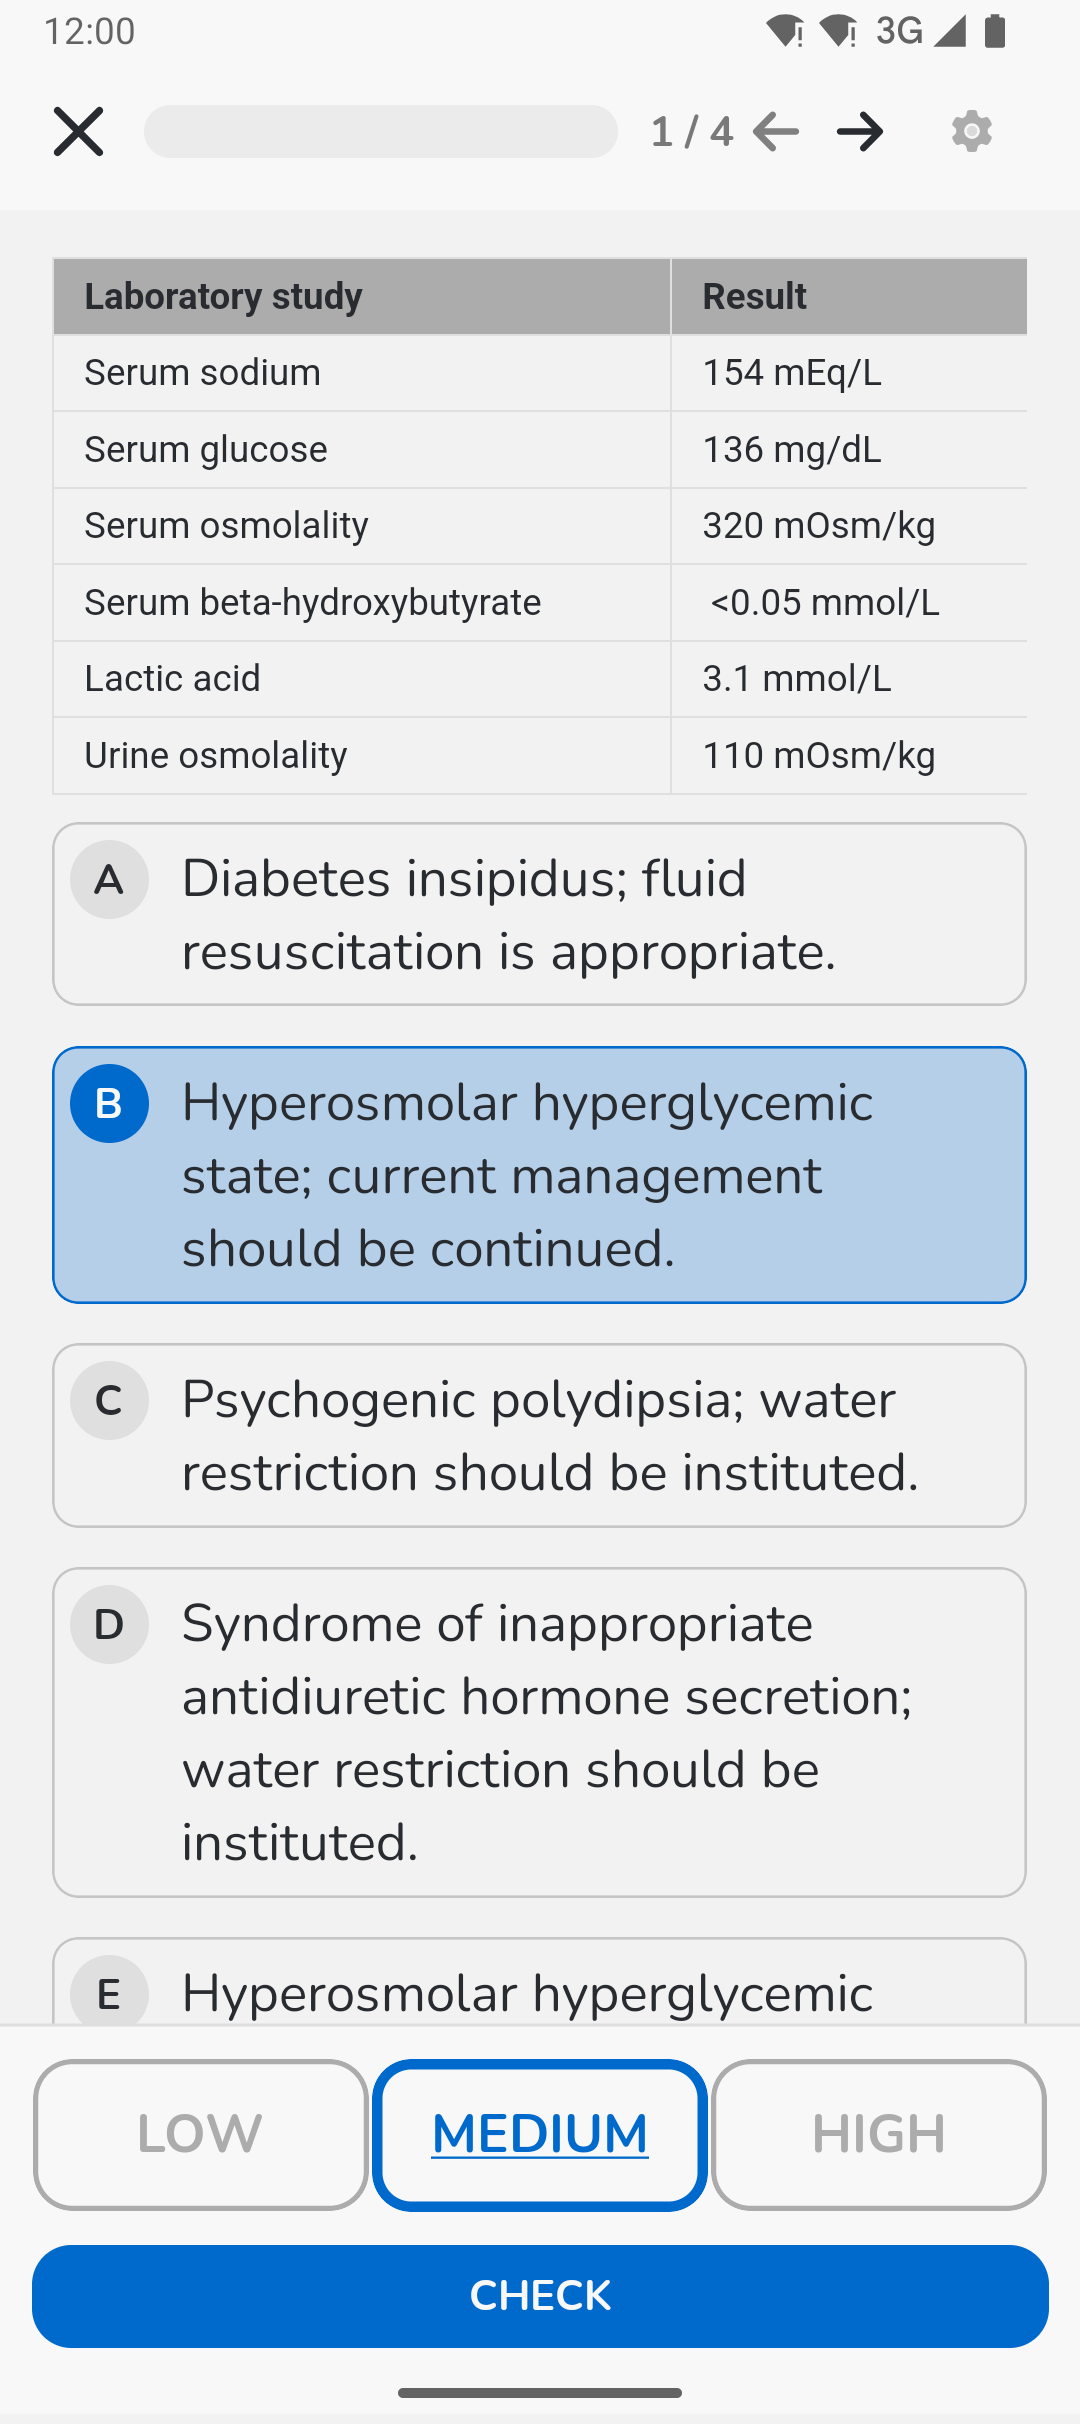 12:00
3G
1 / 4
Laboratory study Result
Serum sodium 154 mEq/L
Serum glucose 136 mg/dL
Serum osmolality 320 mOsm/kg
Serum beta-hydroxybutyrate <0.05 mmol/L
Lactic acid 3.1 mmol/L
Urine osmolality 110 mOsm/kg
A Diabetes insipidus; fluid
resuscitation is appropriate.
B Hyperosmolar hyperglycemic
state; current management
should be continued.
C Psychogenic polydipsia; water
restriction should be instituted.
D Syndrome of inappropriate
antidiuretic hormone secretion;
water restriction should be
instituted.
E Hyperosmolar hyperglycemic
LOW MEDIUM HIGH
CHECK